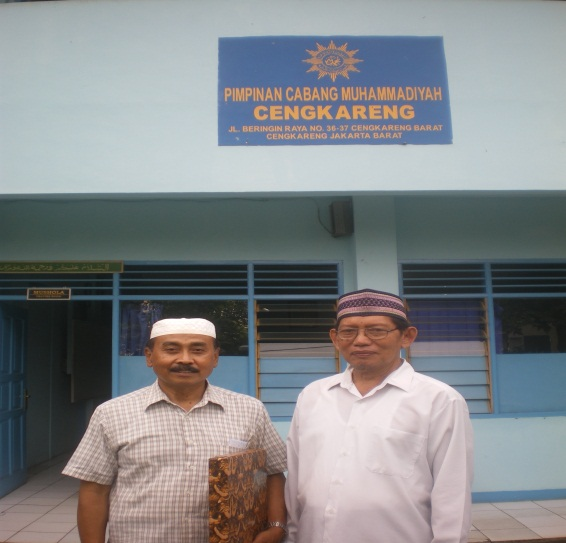 PIMPINAN CABANG MUHAMMADIYAH
CENGKARENG
JL. BERINGIN RAYA NO. 36-37 CENGKARENG BARAT
CENGKARENG JAKARTA BARAT
MUSHOLA